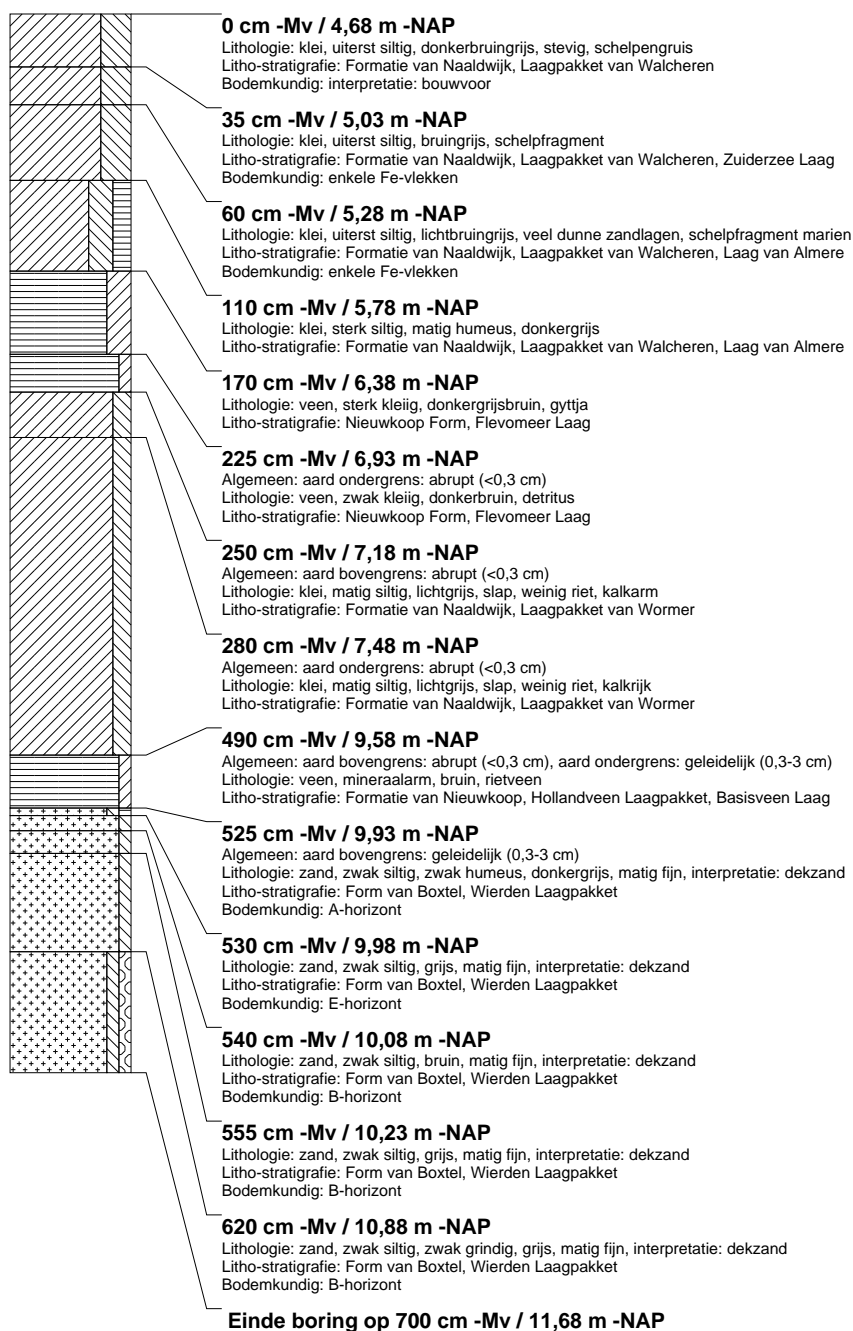 0 cm -Mv / 4,68 m -NAP
Lithologie: klei, uiterst siltig, donkerbruingrijs, stevig, schelpengruis
Litho-stratigrafie: Formatie van Naaldwijk, Laagpakket van Walcheren
Bodemkundig: interpretatie: bouwvoor
35 cm -Mv / 5,03 m -NAP
Lithologie: klei, uiterst siltig, bruingrijs, schelpfragment
Litho-stratigrafie: Formatie van Naaldwijk, Laagpakket van Walcheren, Zuiderzee Laag
Bodemkundig: enkele Fe-vlekken
60 cm -Mv / 5,28 m -NAP
Lithologie: klei, uiterst siltig, lichtbruingrijs, veel dunne zandlagen, schelpfragment marien
Litho-stratigrafie: Formatie van Naaldwijk, Laagpakket van Walcheren, Laag van Almere
Bodemkundig: enkele Fe-vlekken
110 cm -Mv / 5,78 m -NAP
Lithologie: klei, sterk siltig, matig humeus, donkergrijs
Litho-stratigrafie: Formatie van Naaldwijk, Laagpakket van Walcheren, Laag van Almere
170 cm -Mv / 6,38 m -NAP
Lithologie: veen, sterk kleiig, donkergrijsbruin, gyttja
Litho-stratigrafie: Nieuwkoop Form, Flevomeer Laag
225 cm -Mv / 6,93 m -NAP
Algemeen: aard ondergrens: abrupt (<0,3 cm)
Lithologie: veen, zwak kleiig, donkerbruin, detritus
Litho-stratigrafie: Nieuwkoop Form, Flevomeer Laag
250 cm -Mv / 7,18 m -NAP
Algemeen: aard bovengrens: abrupt (<0,3 cm)
Lithologie: klei, matig siltig, lichtgrijs, slap, weinig riet, kalkarm
Litho-stratigrafie: Formatie van Naaldwijk, Laagpakket van Wormer
280 cm -Mv / 7,48 m -NAP
Algemeen: aard ondergrens: abrupt (<0,3 cm)
Lithologie: klei, matig siltig, lichtgrijs, slap, weinig riet, kalkrijk
Litho-stratigrafie: Formatie van Naaldwijk, Laagpakket van Wormer
490 cm -Mv / 9,58 m -NAP
Algemeen: aard bovengrens: abrupt (<0,3 cm), aard ondergrens: geleidelijk (0,3-3 cm)
Lithologie: veen, mineraalarm, bruin, rietveen
Litho-stratigrafie: Formatie van Nieuwkoop, Hollandveen Laagpakket, Basisveen Laag
525 cm -Mv / 9,93 m -NAP
Algemeen: aard bovengrens: geleidelijk (0,3-3 cm)
Lithologie: zand, zwak siltig, zwak humeus, donkergrijs, matig fijn, interpretatie: dekzand
Litho-stratigrafie: Form van Boxtel, Wierden Laagpakket
Bodemkundig: A-horizont
530 cm -Mv / 9,98 m -NAP
Lithologie: zand, zwak siltig, grijs, matig fijn, interpretatie: dekzand
Litho-stratigrafie: Form van Boxtel, Wierden Laagpakket
Bodemkundig: E-horizont
540 cm -Mv / 10,08 m -NAP
Lithologie: zand, zwak siltig, bruin, matig fijn, interpretatie: dekzand
Litho-stratigrafie: Form van Boxtel, Wierden Laagpakket
Bodemkundig: B-horizont
555 cm -Mv / 10,23 m -NAP
Lithologie: zand, zwak siltig, grijs, matig fijn, interpretatie: dekzand
Litho-stratigrafie: Form van Boxtel, Wierden Laagpakket
Bodemkundig: B-horizont
620 cm -Mv / 10,88 m -NAP
Lithologie: zand, zwak siltig, zwak grindig, grijs, matig fijn, interpretatie: dekzand
Litho-stratigrafie: Form van Boxtel, Wierden Laagpakket
Bodemkundig: B-horizont
Einde boring op 700 cm -Mv / 11,68 m -NAP